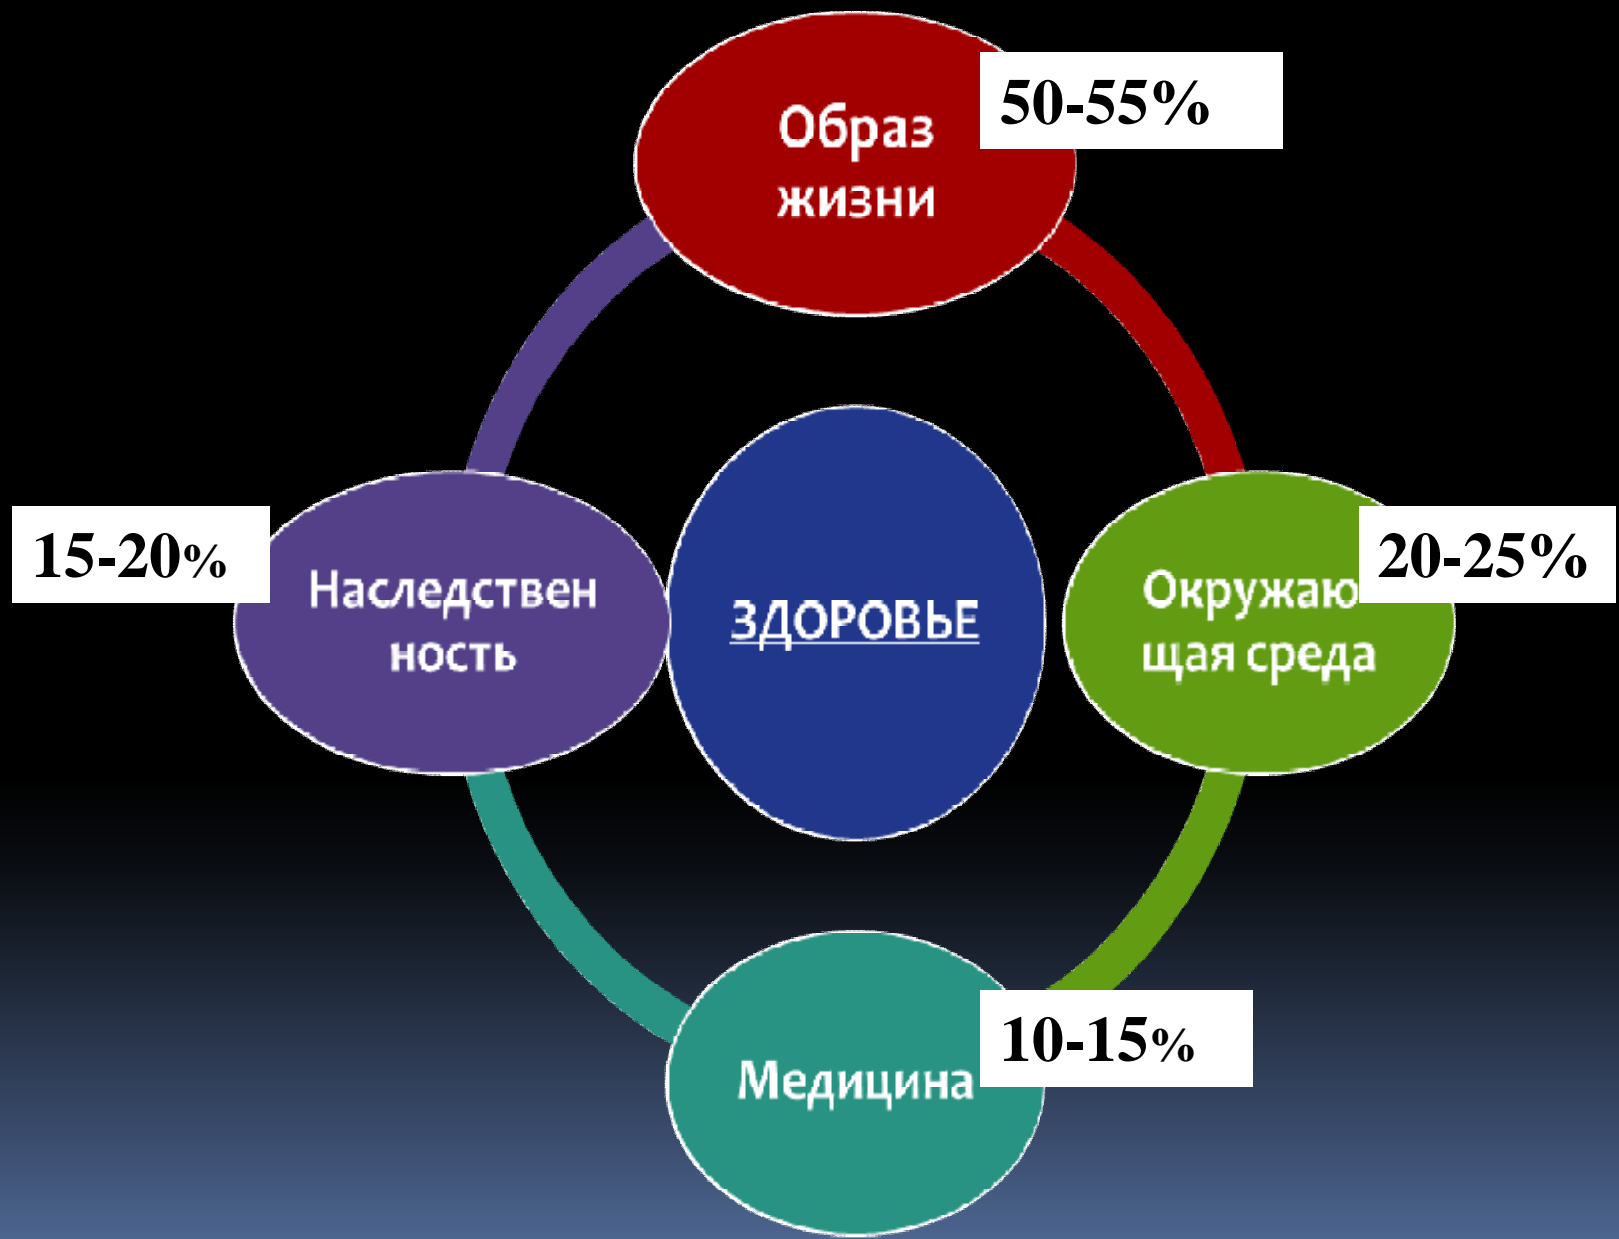 Образ
жизни
50-55%
15-20%
Наследствен
ность
ЗДОРОВЬЕ
Окружаю
щая среда
20-25%
Медицина
10-15%